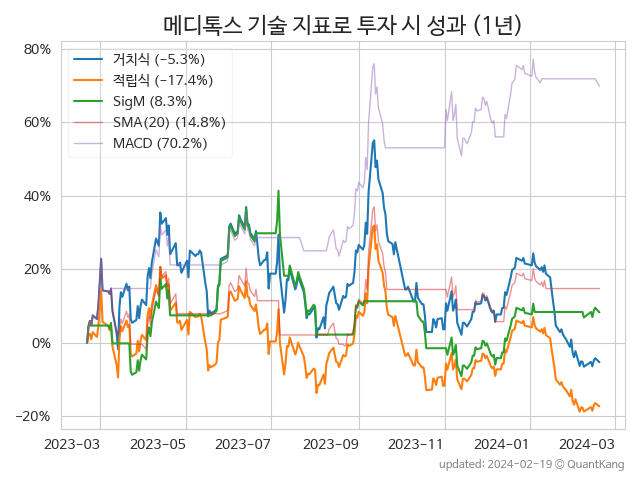 메디톡스 기술 지표로 투자 시 성과 (1년)
80%
60%
40%
20%
0%
−20%
거치식 (−5.3%)
적립식 (−17.4%)
SigM (8.3%)
SMA(20) (14.8%)
MACD (70.2%)
2023-03 2023-05 2023-07 2023-09 2023-11 2024-01 2024-03
updated: 2024-02-19 ⓒ QuantKang